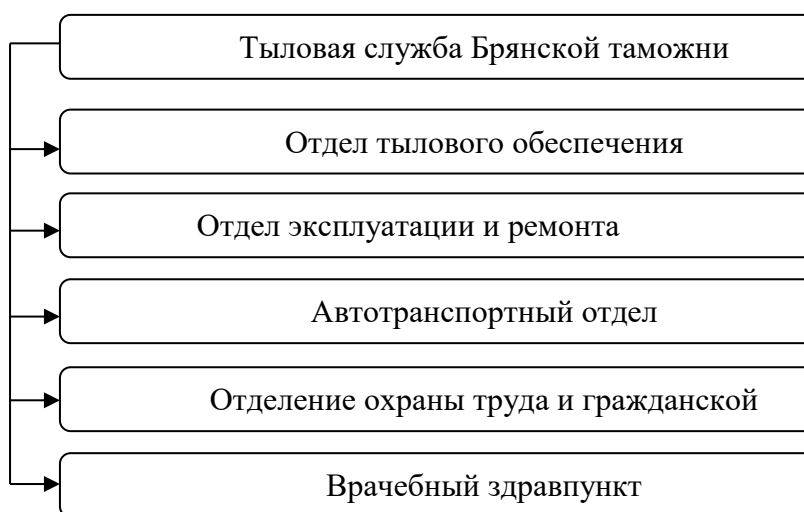 Тыловая служба Брянской таможни
Отдел тылового обеспечения
Отдел эксплуатации и ремонта
Автотранспортный отдел
Отделение охраны труда и гражданской
Врачебный здравпункт